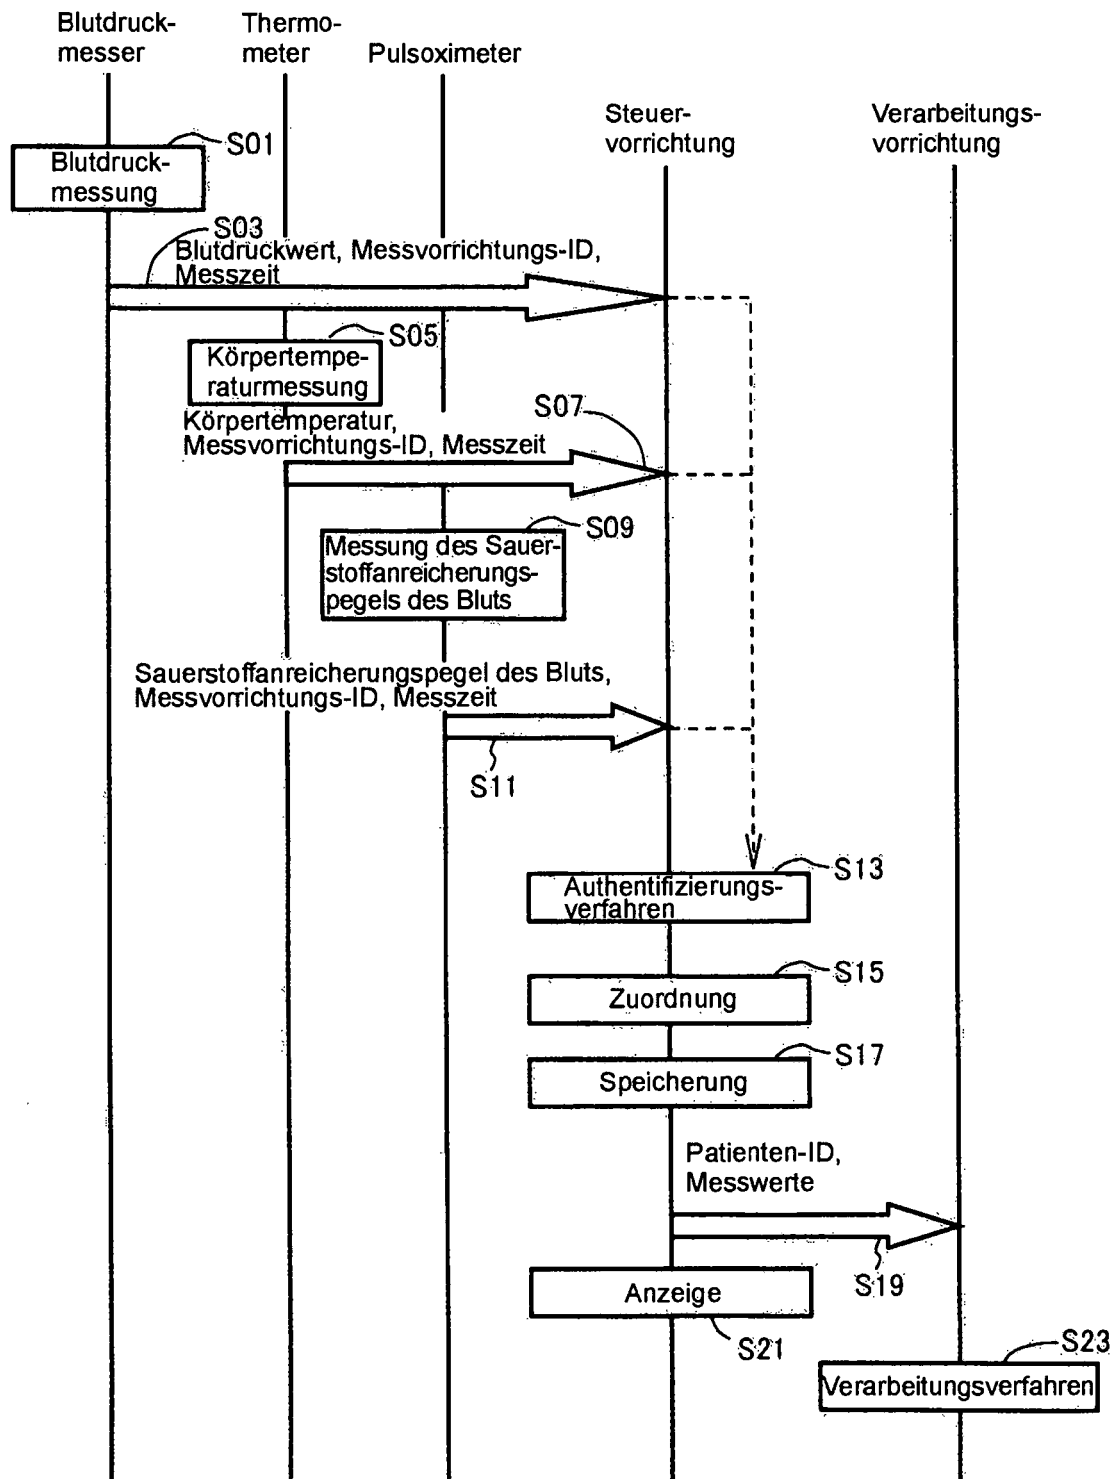 Blutdruck-
messer
Thermo-
meter
Pulsoximeter
Steuer-
vorrichtung
Verarbeitungs-
vorrichtung
S01
Blutdruck-
messung
S03
Blutdruckwert, Messvorrichtungs-ID,
Messzeit
S05
Körpertempe-
raturmessung
Körpertemperatur,
Messvorrichtungs-ID, Messzeit
S07
S09
Messung des Sauer-
stoffanreicherungs-
pegels des Bluts
Sauerstoffanreicherungspegel des Bluts,
Messvorrichtungs-ID, Messzeit
S11
S13
Authentifizierungs-
verfahren
S15
Zuordnung
S17
Speicherung
Patienten-ID,
Messwerte
S19
Anzeige
S21
S23
Verarbeitungsverfahren